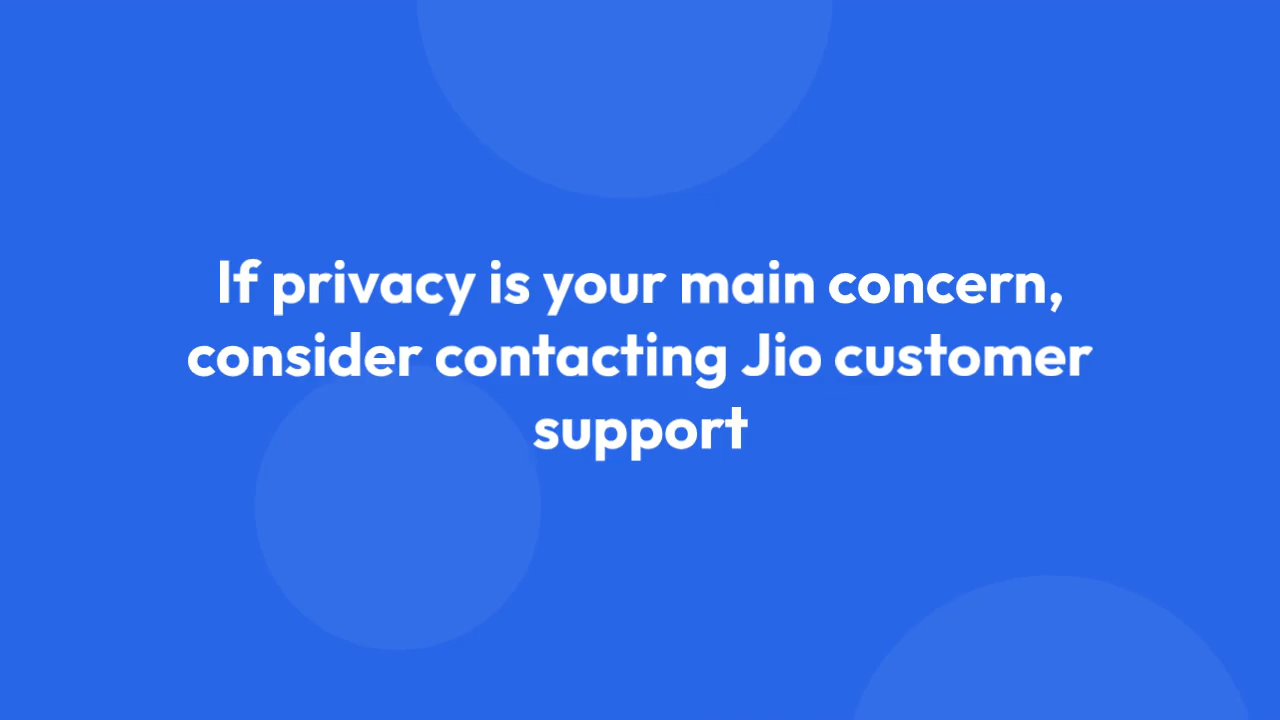 If privacy is your main concern,
consider contacting Jio customer
support